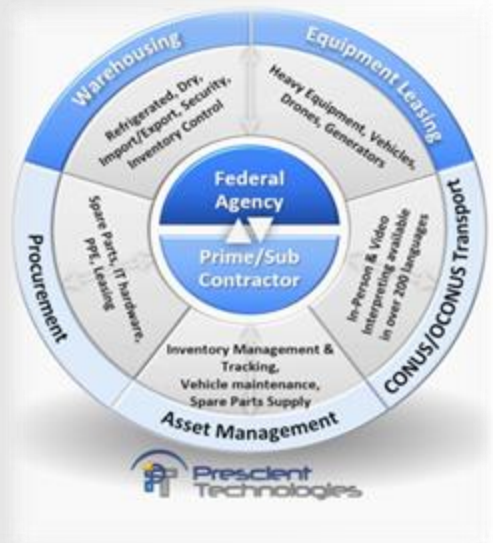 Warehousing
Refrigerated, Dry,
Import/Export, Security,
Inventory Control
Equipment Leasing
Heavy Equipment, Vehicles,
Drones, Generators
Federal
Agency
Prime/Sub
Contractor
Procurement
Spare Parts, IT hardware,
PPE, Leasing
CONUS/OCONUS Transport
In-Person & Video
Interpreting available
in over 200 languages
Inventory Management &
Tracking,
Vehicle maintenance,
Spare Parts Supply
Asset Management
Prescient
Technologies